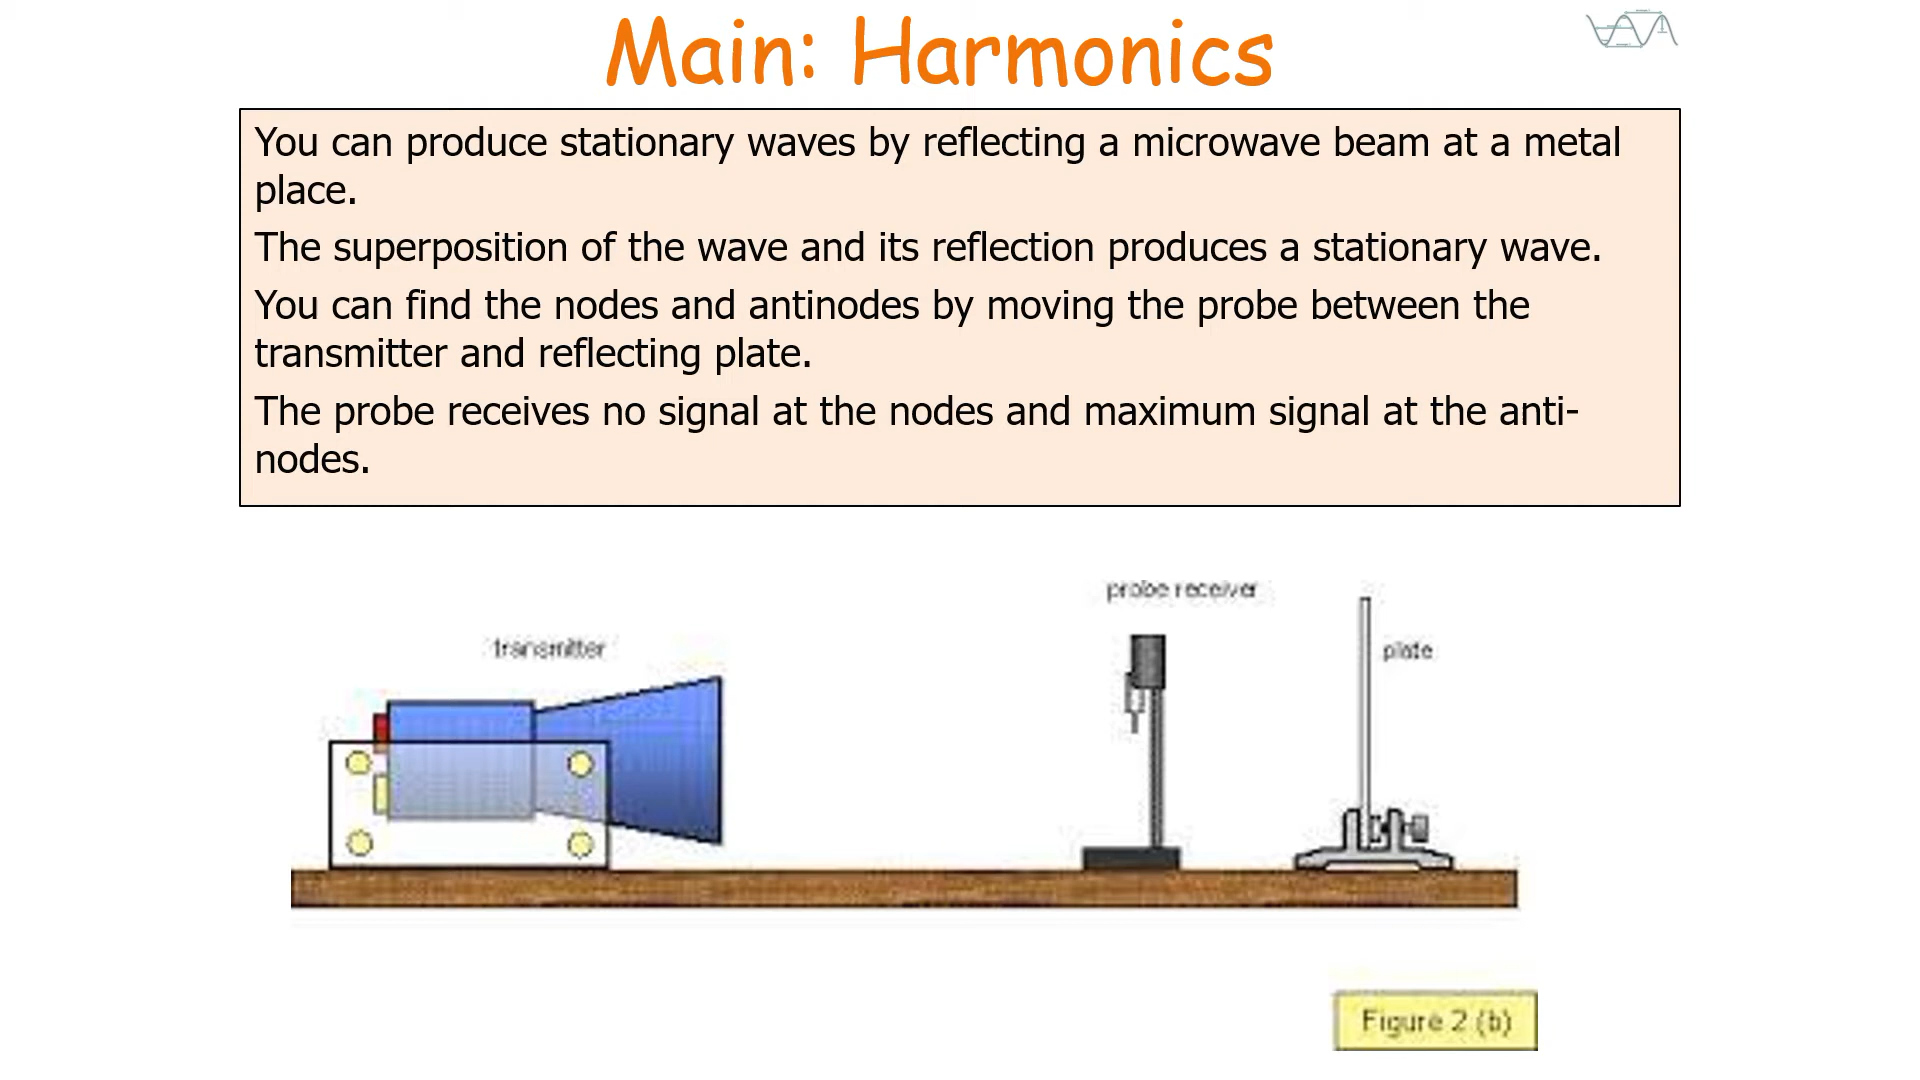 Main: Harmonics
You can produce stationary waves by reflecting a microwave beam at a metal
place.
The superposition of the wave and its reflection produces a stationary wave.
You can find the nodes and antinodes by moving the probe between the
transmitter and reflecting plate.
The probe receives no signal at the nodes and maximum signal at the anti-
nodes.
probe receiver
transmitter
plate
Figure 2 (b)